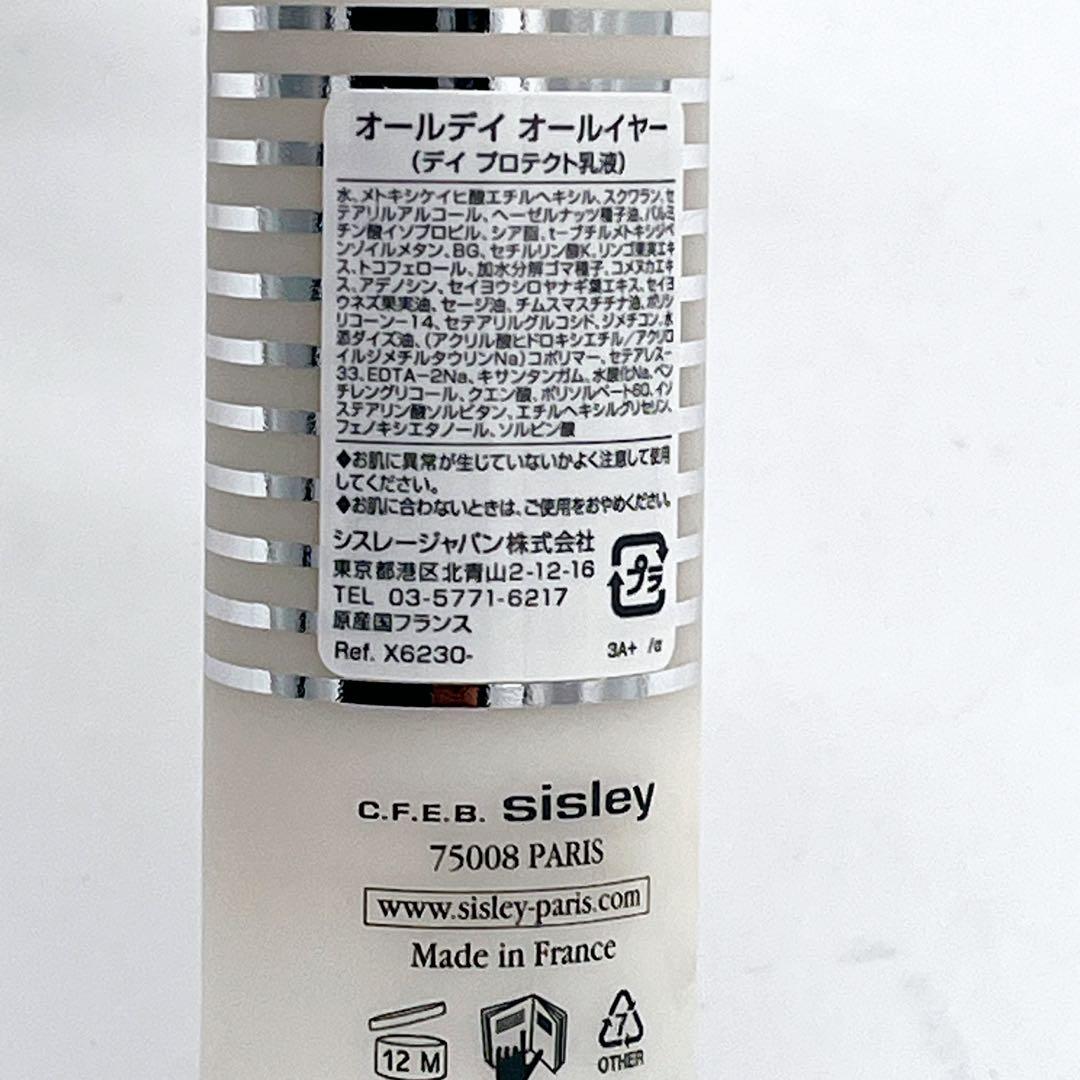 オールデイ オールイヤー
(デイ プロテクト乳液)
水、メトキシケイヒ酸エチルヘキシル、スクワラン、セ
テアリルアルコール、ヘーゼルナッツ種子油、パルミ
チン酸イソプロピル、シア脂、t-ブチルメトキシジベ
ンゾイルメタン、BG、セチルリン酸K、リンゴ果実エキ
ス、トコフェロール、加水分解ゴマ種子、コメヌカエキ
ス、アデノシン、セイヨウシロヤナギ葉エキス、セイヨ
ウネズ果実油、セージ油、チムスマスチチナ油、ポリシ
リコーン-14、セテアリルグルコシド、ジメチコン、水
添ダイズ油、(アクリル酸ヒドロキシエチル/アクリロ
イルジメチルタウリンNa)コポリマー、セテアレス-
33、EDTA-2Na、キサンタンガム、水酸化Na、ペン
チレングリコール、クエン酸、ポリソルベート60、イソ
ステアリン酸ソルビタン、エチルヘキシルグリセリン、
フェノキシエタノール、ソルビン酸
◆お肌に異常が生じていないかよく注意して使用
してください。
◆お肌に合わないときは、ご使用をおやめください。
シスレージャパン株式会社
東京都港区北青山2-12-16
TEL 03-5771-6217
原産国フランス
プラ
Ref. X6230-
3A+ /α
C.F.E.B. sisley
75008 PARIS
www.sisley-paris.com
Made in France
12 M
7
OTHER